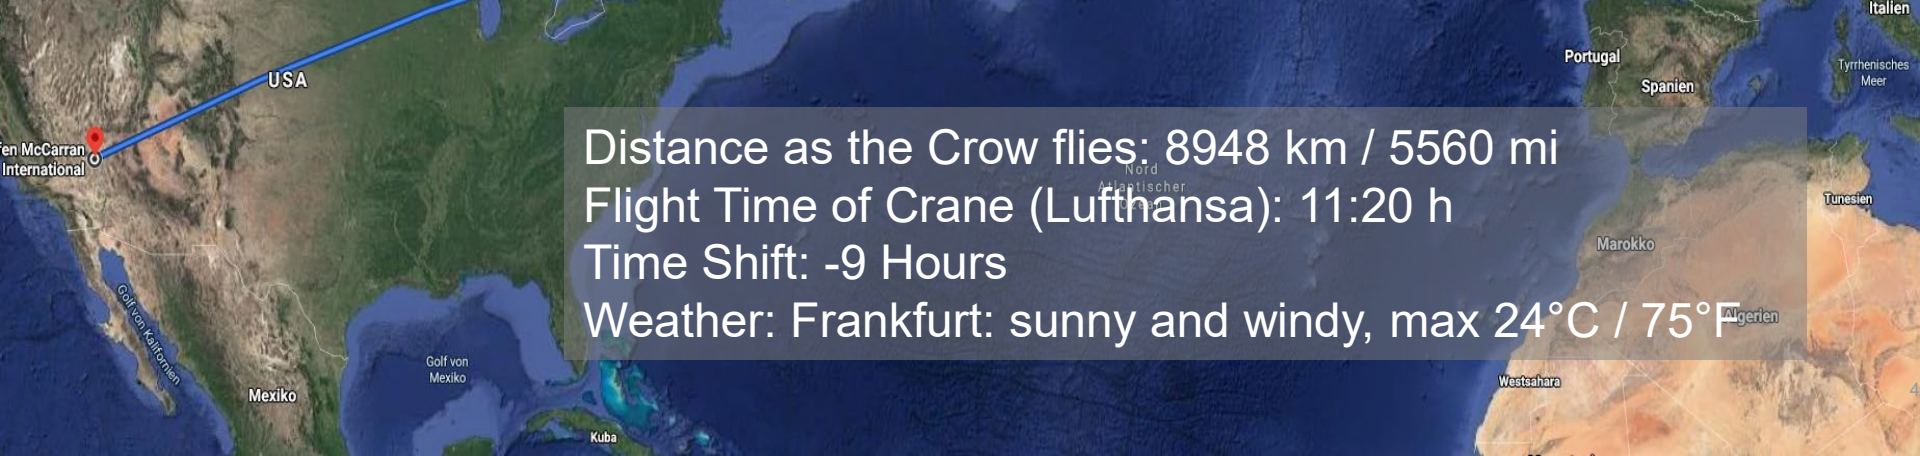 Italien
Portugal
Tyrrhenisches
Meer
USA
Spanien
fen McCarran
International
Distance as the Crow flies: 8948 km / 5560 mi
Nord
Atlantischer
Flight Time of Crane (Lufthansa): 11:20 h
Tunesien
Marokko
Time Shift: -9 Hours
Golf von Kalifornien
Weather: Frankfurt: sunny and windy, max 24°C / 75°F
Algerien
Golf von
Mexiko
Westsahara
Mexiko
4
Kuba